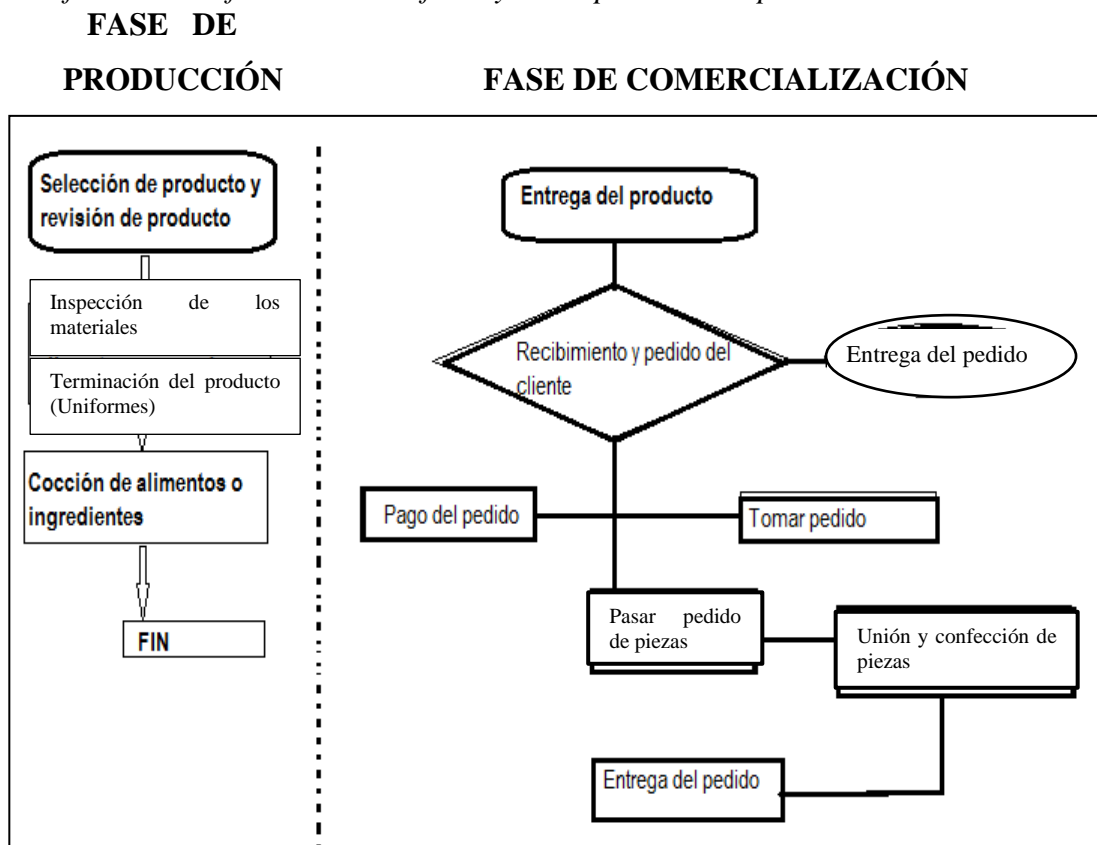 FASE DE
PRODUCCIÓN
FASE DE COMERCIALIZACIÓN
Selección de producto y
revisión de producto
Inspección de los
materiales
Terminación del producto
(Uniformes)
Cocción de alimentos o
ingredientes
FIN
Entrega del producto
Recibimiento y pedido del
cliente
Entrega del pedido
Pago del pedido
Tomar pedido
Pasar pedido
de piezas
Unión y confección de
piezas
Entrega del pedido